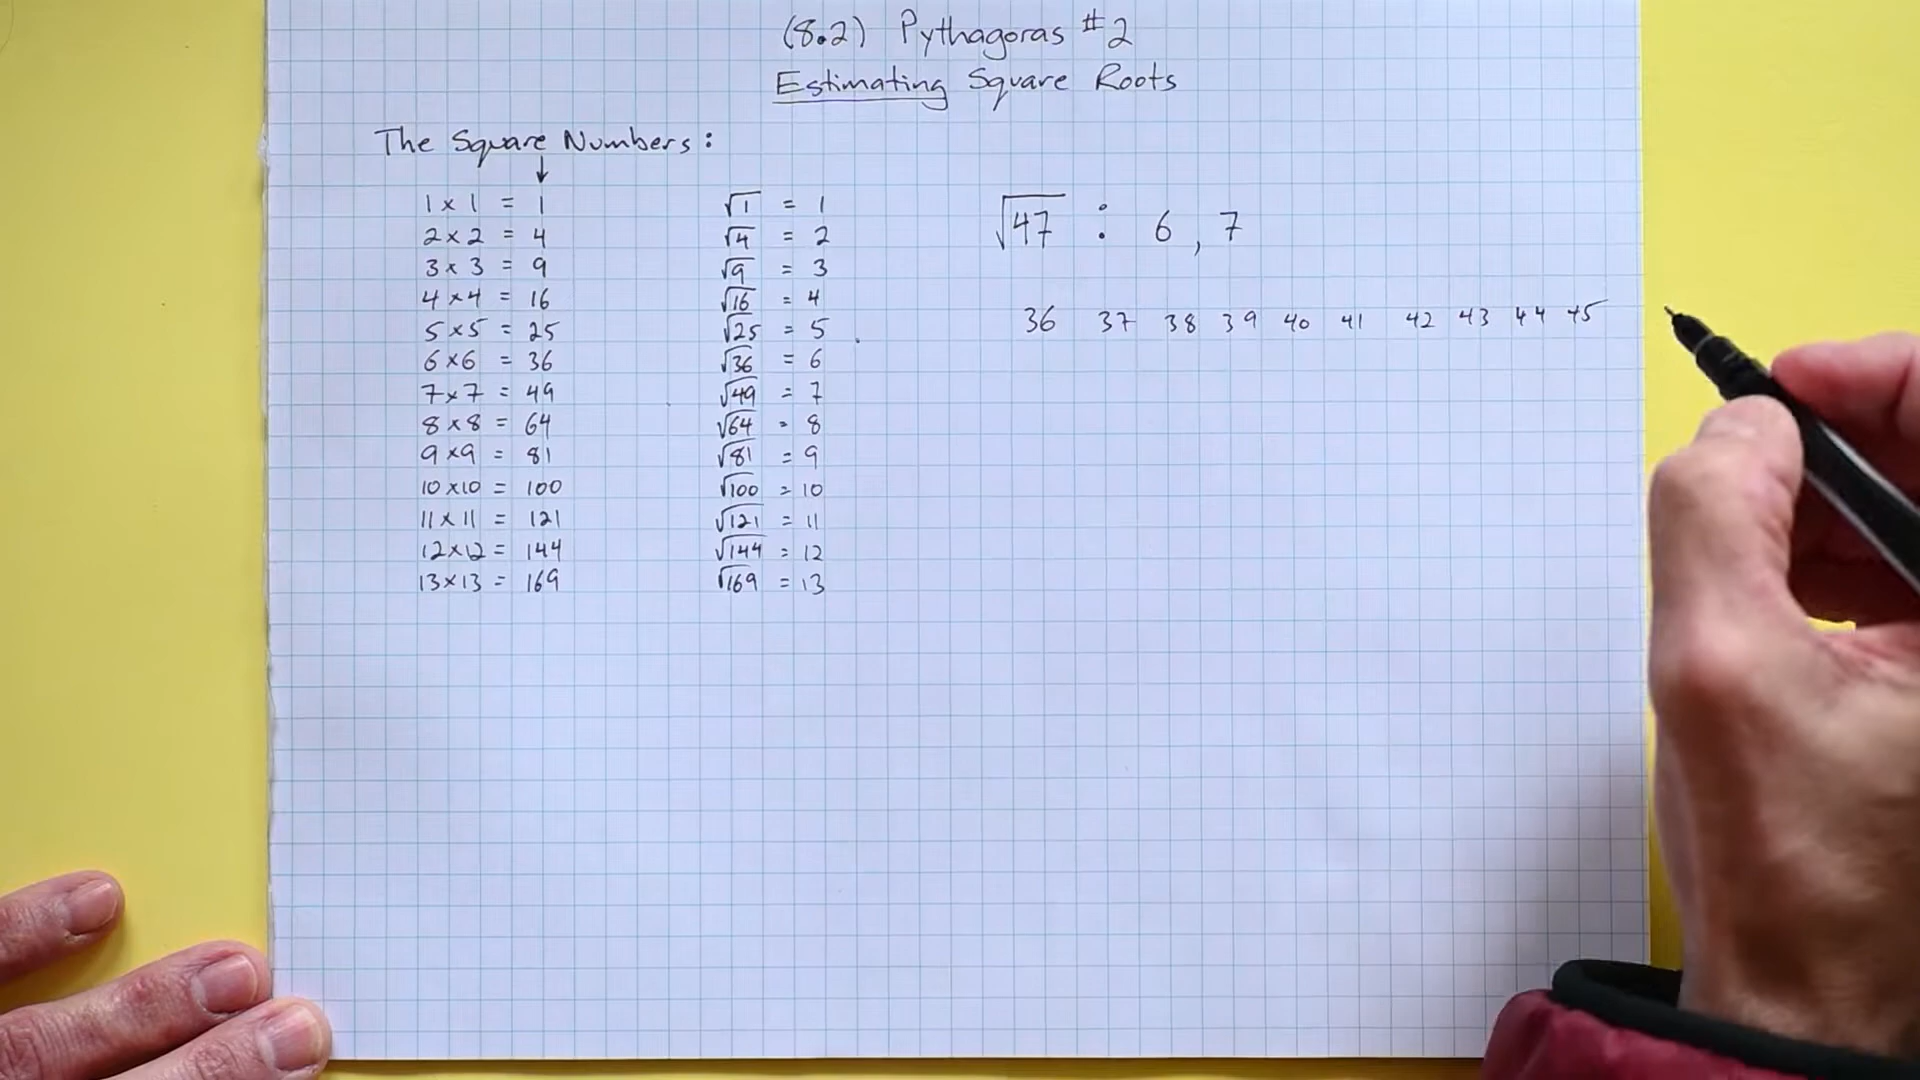 (8.2) Pythagoras #2
Estimating Square Roots
The Square Numbers:
1 x 1 = 1
2 x 2 = 4
3 x 3 = 9
4 x 4 = 16
5 x 5 = 25
6 x 6 = 36
7 x 7 = 49
8 x 8 = 64
9 x 9 = 81
10 x 10 = 100
11 x 11 = 121
12 x 12 = 144
13 x 13 = 169
√1 = 1
√4 = 2
√9 = 3
√16 = 4
√25 = 5
√36 = 6
√49 = 7
√64 = 8
√81 = 9
√100 = 10
√121 = 11
√144 = 12
√169 = 13
√47 : 6, 7
36 37 38 39 40 41 42 43 44 45